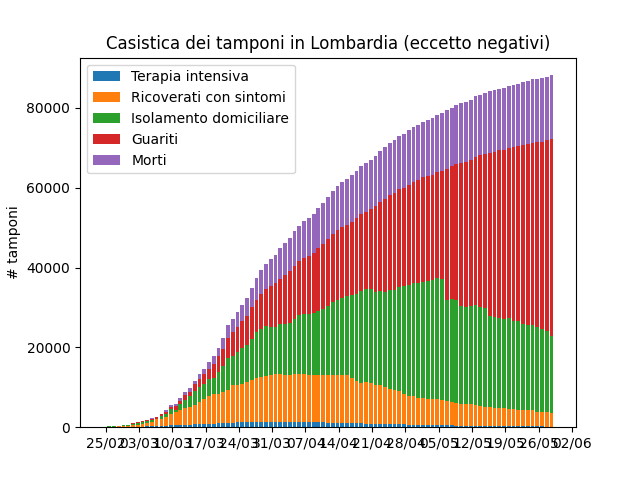 Casistica dei tamponi in Lombardia (eccetto negativi)
Terapia intensiva
Ricoverati con sintomi
Isolamento domiciliare
Guariti
Morti
# tamponi
80000
60000
40000
20000
0
25/02 03/03 10/03 17/03 24/03 31/03 07/04 14/04 21/04 28/04 05/05 12/05 19/05 26/05 02/06